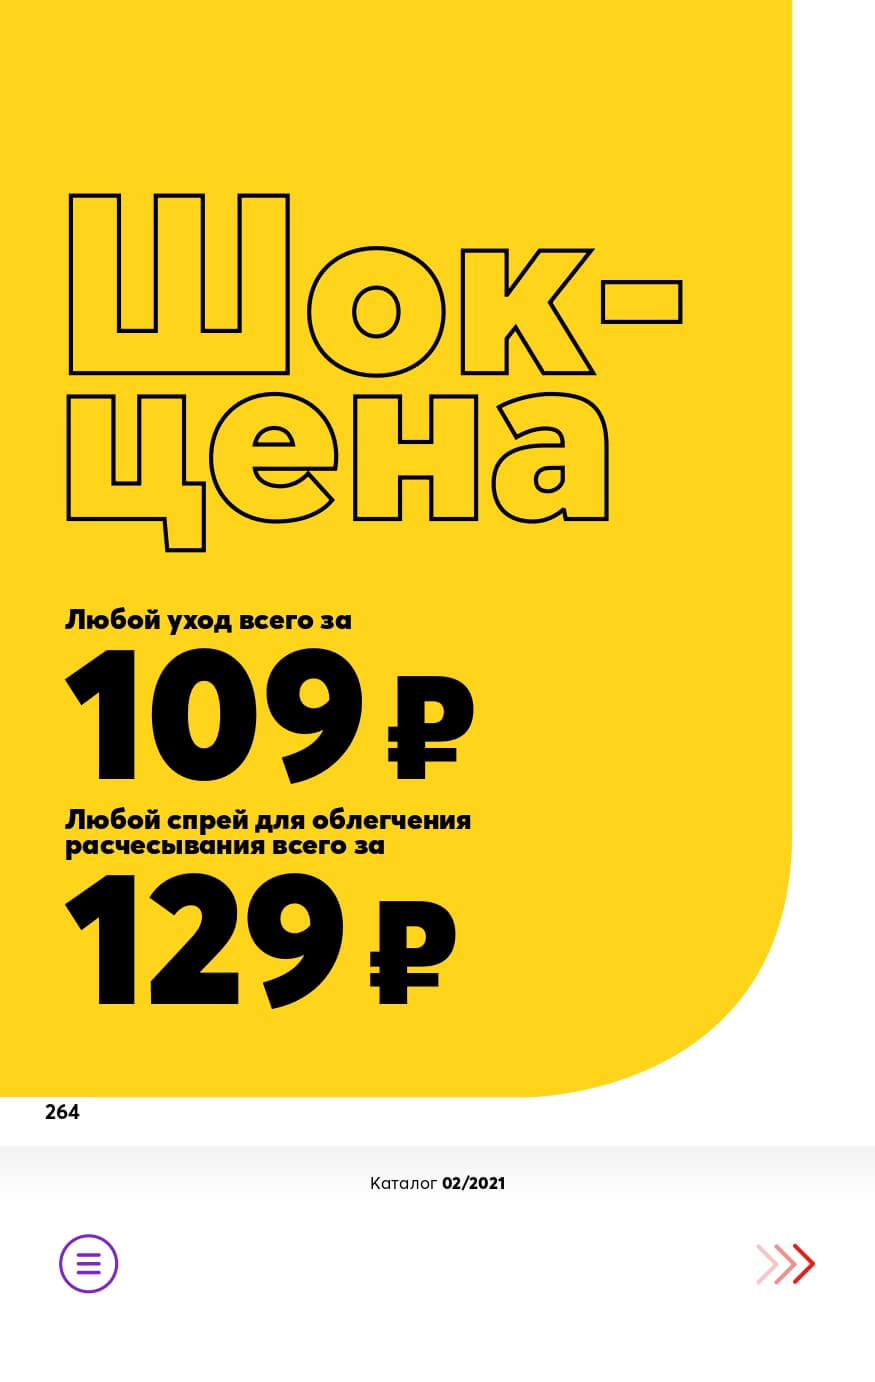 Шок-
цена
Любой уход всего за
109 ₽
Любой спрей для облегчения
расчесывания всего за
129 ₽
264
Каталог 02/2021